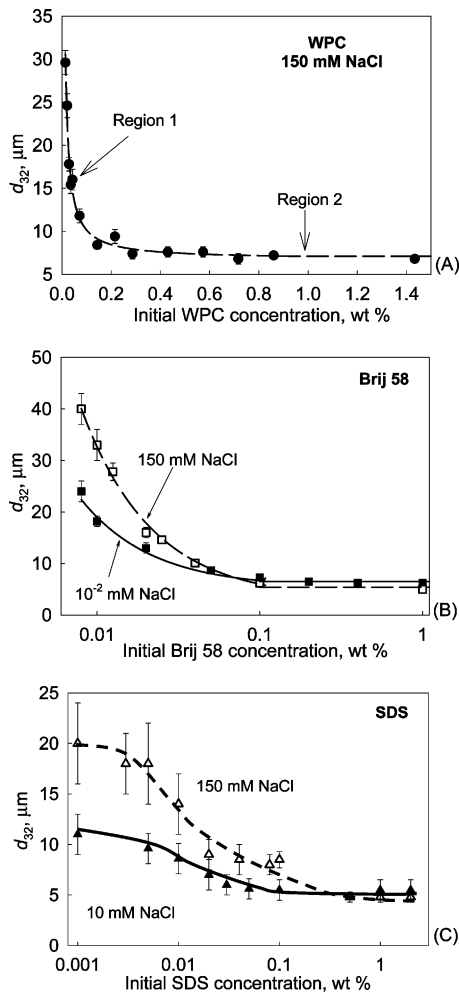 35
30
25
20
15
10
5
d32, μm
WPC
150 mM NaCl
Region 1
Region 2
0.0 0.2 0.4 0.6 0.8 1.0 1.2 1.4
Initial WPC concentration, wt %
(A)
50
40
30
20
10
0
d32, μm
Brij 58
150 mM NaCl
10-2 mM NaCl
0.01 0.1 1
Initial Brij 58 concentration, wt %
(B)
25
20
15
10
5
0
d32, μm
SDS
150 mM NaCl
10 mM NaCl
0.001 0.01 0.1 1
Initial SDS concentration, wt %
(C)